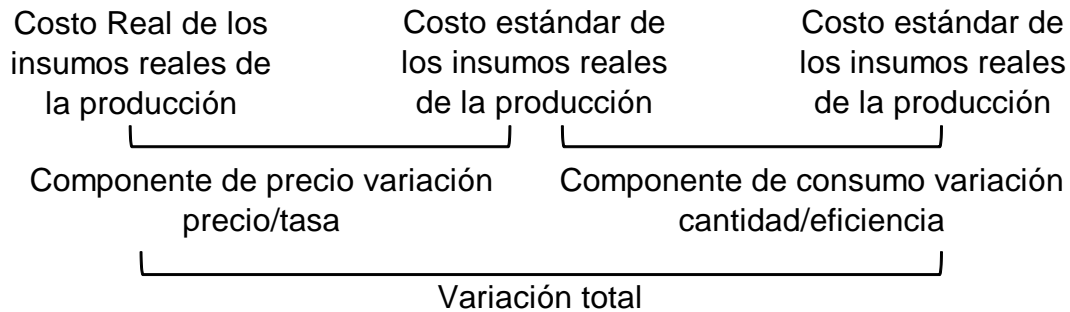 Costo Real de los
insumos reales de
la producción
Costo estándar de
los insumos reales
de la producción
Costo estándar de
los insumos reales
de la producción
Componente de precio variación
precio/tasa
Componente de consumo variación
cantidad/eficiencia
Variación total